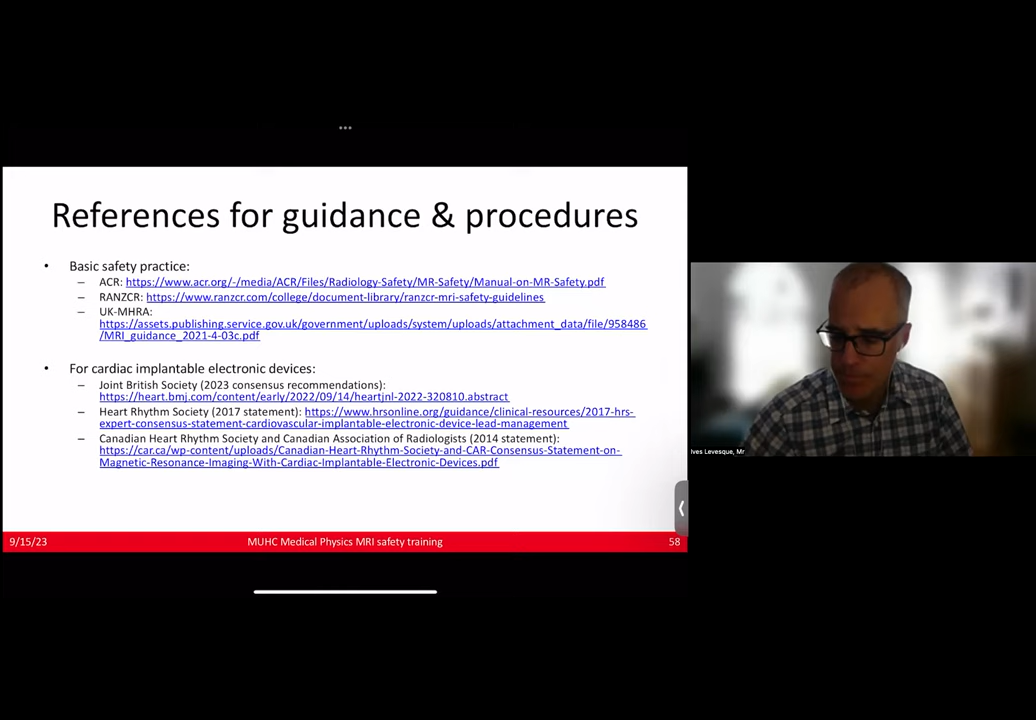 References for guidance & procedures
• Basic safety practice:
– ACR: https://www.acr.org/-/media/ACR/Files/Radiology-Safety/MR-Safety/Manual-on-MR-Safety.pdf
– RANZCR: https://www.ranzcr.com/college/document-library/ranzcr-mri-safety-guidelines
– UK-MHRA:
https://assets.publishing.service.gov.uk/government/uploads/system/uploads/attachment_data/file/958486
/MRI_guidance_2021-4-03c.pdf
• For cardiac implantable electronic devices:
– Joint British Society (2023 consensus recommendations):
https://heart.bmj.com/content/early/2022/09/14/heartjnl-2022-320810.abstract
– Heart Rhythm Society (2017 statement): https://www.hrsonline.org/guidance/clinical-resources/2017-hrs-
expert-consensus-statement-cardiovascular-implantable-electronic-device-lead-management
– Canadian Heart Rhythm Society and Canadian Association of Radiologists (2014 statement):
https://car.ca/wp-content/uploads/Canadian-Heart-Rhythm-Society-and-CAR-Consensus-Statement-on-
Magnetic-Resonance-Imaging-With-Cardiac-Implantable-Electronic-Devices.pdf
9/15/23
MUHC Medical Physics MRI safety training
58
Ives Levesque, Mr